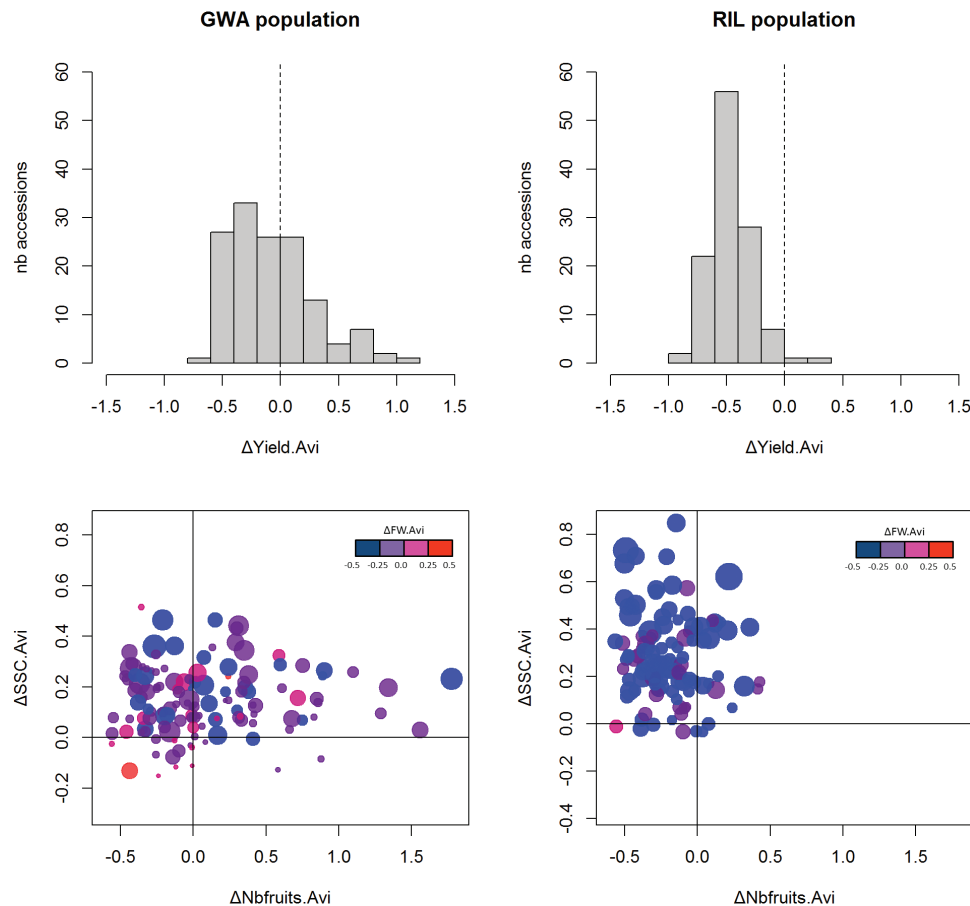 GWA population
RIL population
nb accessions
60
50
40
30
20
10
0
-1.5 -1.0 -0.5 0.0 0.5 1.0 1.5
ΔYield.Avi
nb accessions
60
50
40
30
20
10
0
-1.5 -1.0 -0.5 0.0 0.5 1.0 1.5
ΔYield.Avi
ΔSSC.Avi
0.8
0.6
0.4
0.2
0.0
-0.2
ΔFW.Avi
-0.5 -0.25 0.0 0.25 0.5
-0.5 0.0 0.5 1.0 1.5
ΔNbfruits.Avi
ΔSSC.Avi
0.8
0.6
0.4
0.2
0.0
-0.2
-0.4
ΔFW.Avi
-0.5 -0.25 0.0 0.25 0.5
-0.5 0.0 0.5 1.0 1.5
ΔNbfruits.Avi